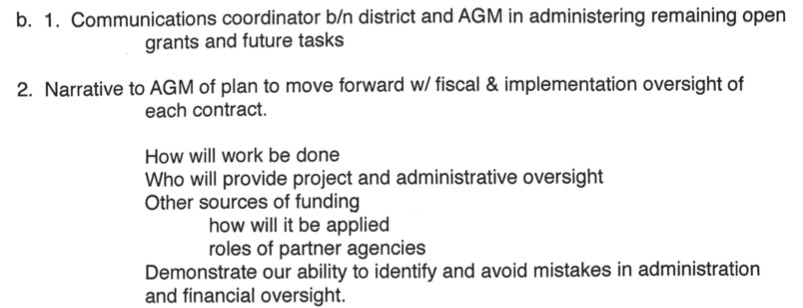 b. 1. Communications coordinator b/n district and AGM in administering remaining open
grants and future tasks
2. Narrative to AGM of plan to move forward w/ fiscal & implementation oversight of
each contract.
How will work be done
Who will provide project and administrative oversight
Other sources of funding
how will it be applied
roles of partner agencies
Demonstrate our ability to identify and avoid mistakes in administration
and financial oversight.